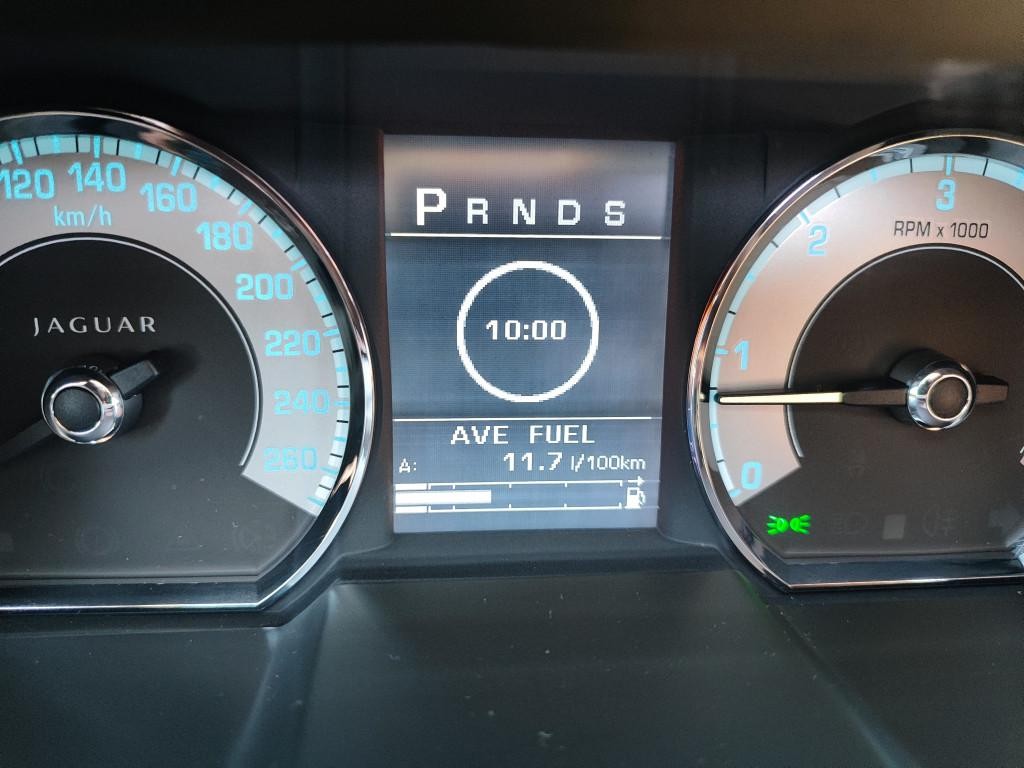 120 140 160 180 200 220 240 260
km/h
JAGUAR
P R N D S
10:00
AVE FUEL
A: 11.7 l/100km
0 1 2 3
RPM x 1000